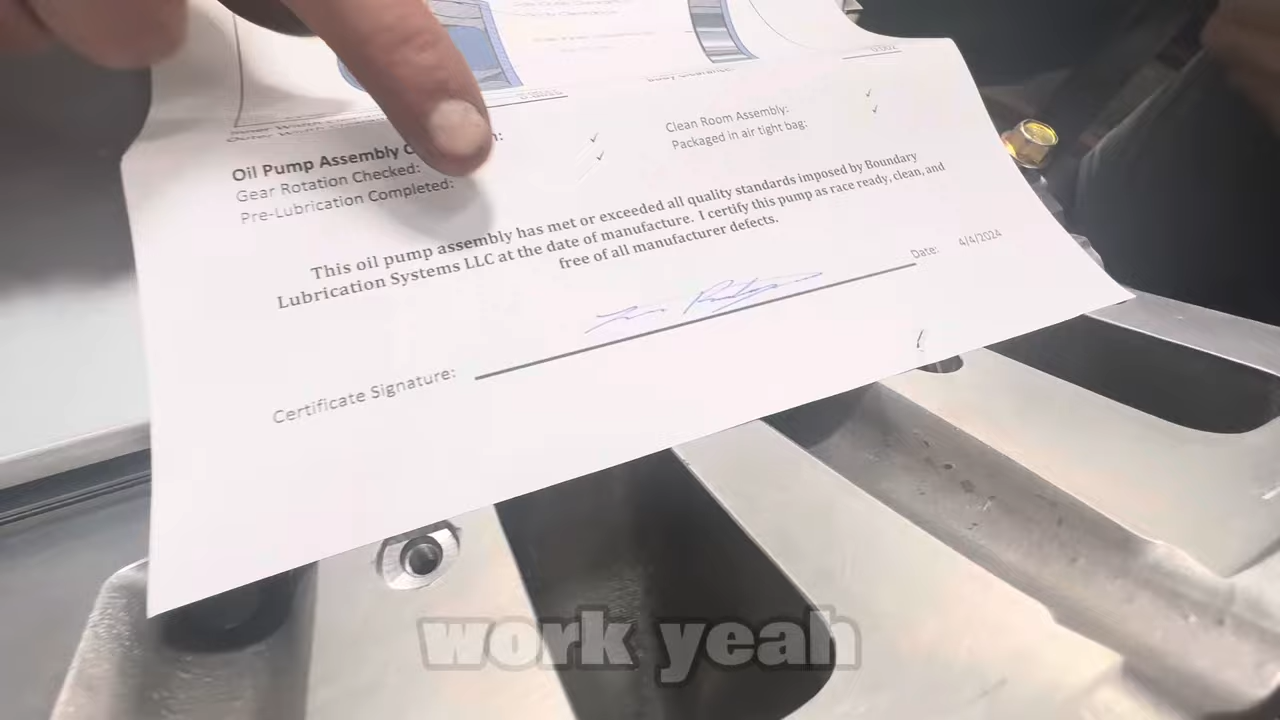 Oil Pump Assembly
Gear Rotation Checked:
Pre-Lubrication Completed:
Clean Room Assembly:
Packaged in air tight bag:
This oil pump assembly has met or exceeded all quality standards imposed by Boundary
Lubrication Systems LLC at the date of manufacture. I certify this pump as race ready, clean, and
free of all manufacturer defects.
Certificate Signature:
Date: 4/4/2024
work yeah